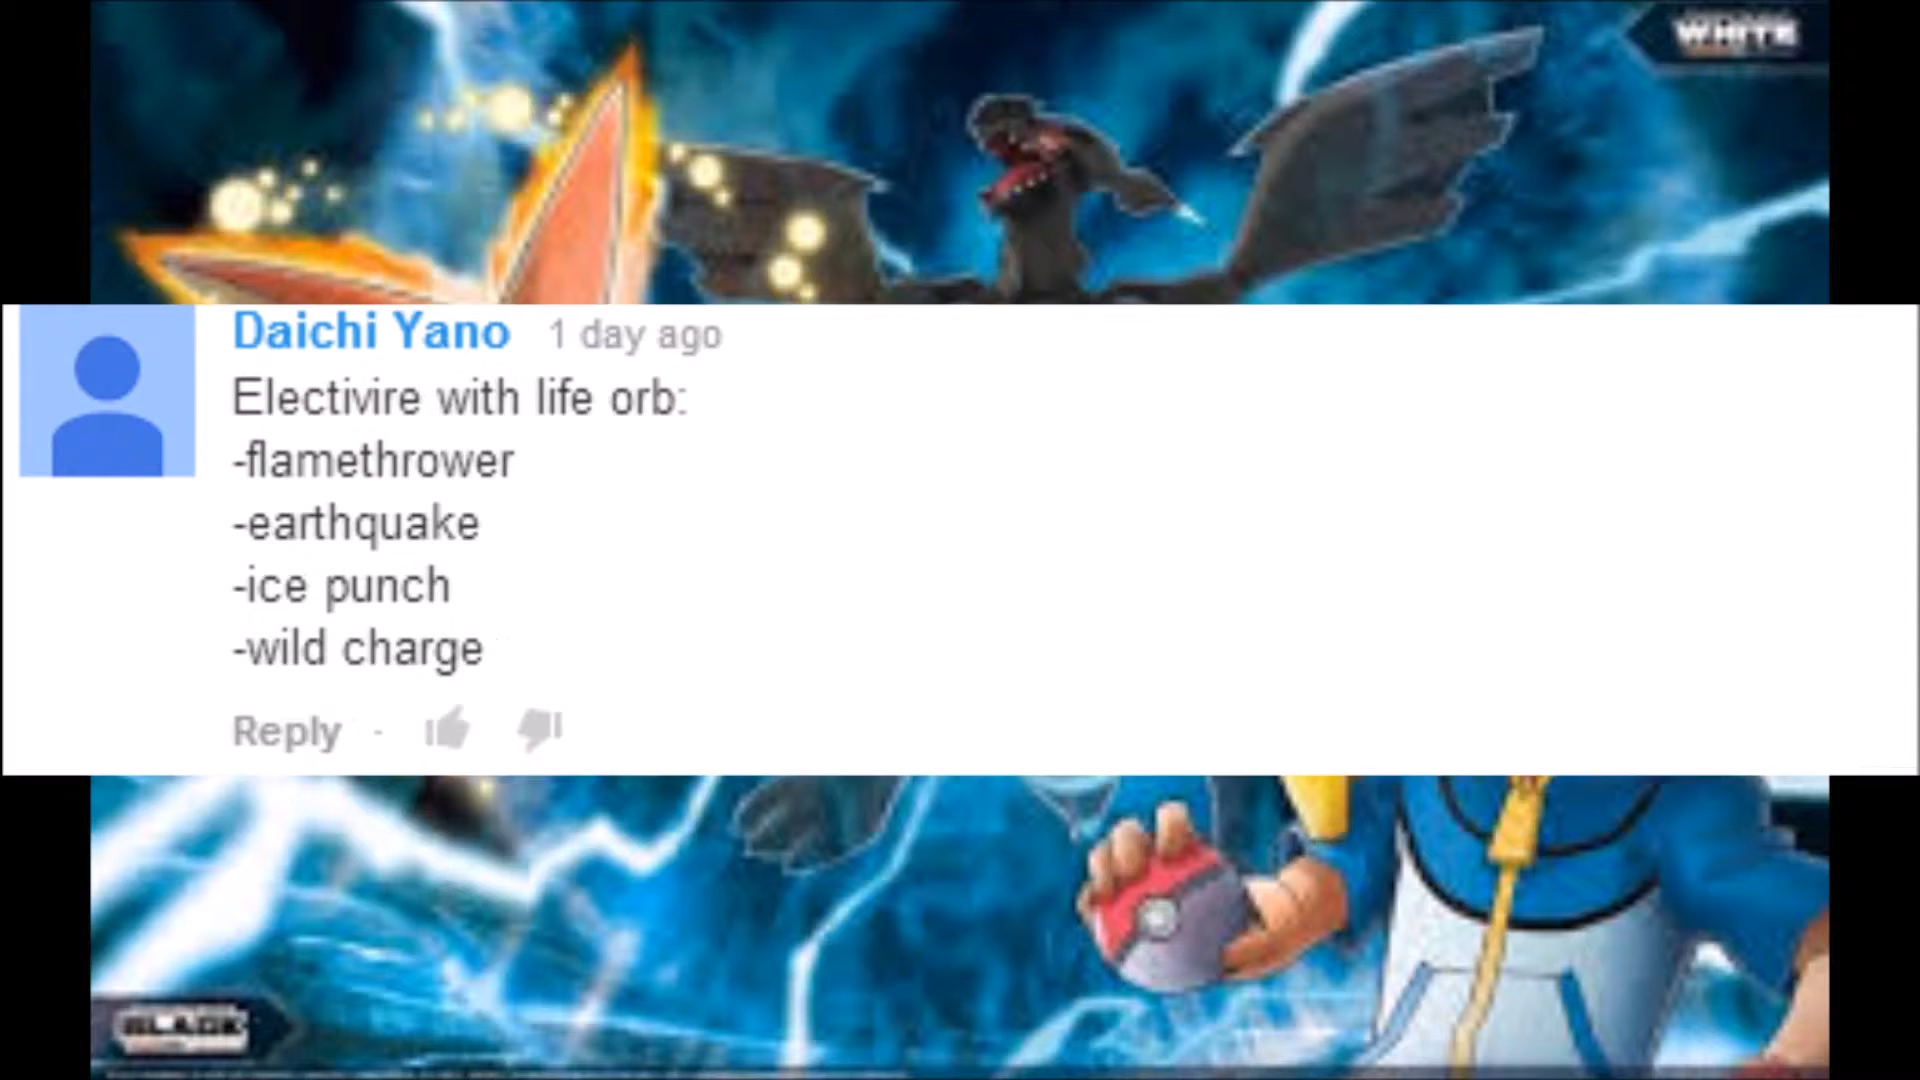 WHITE
Daichi Yano 1 day ago
Electivire with life orb:
-flamethrower
-earthquake
-ice punch
-wild charge
Reply ·
BLACK